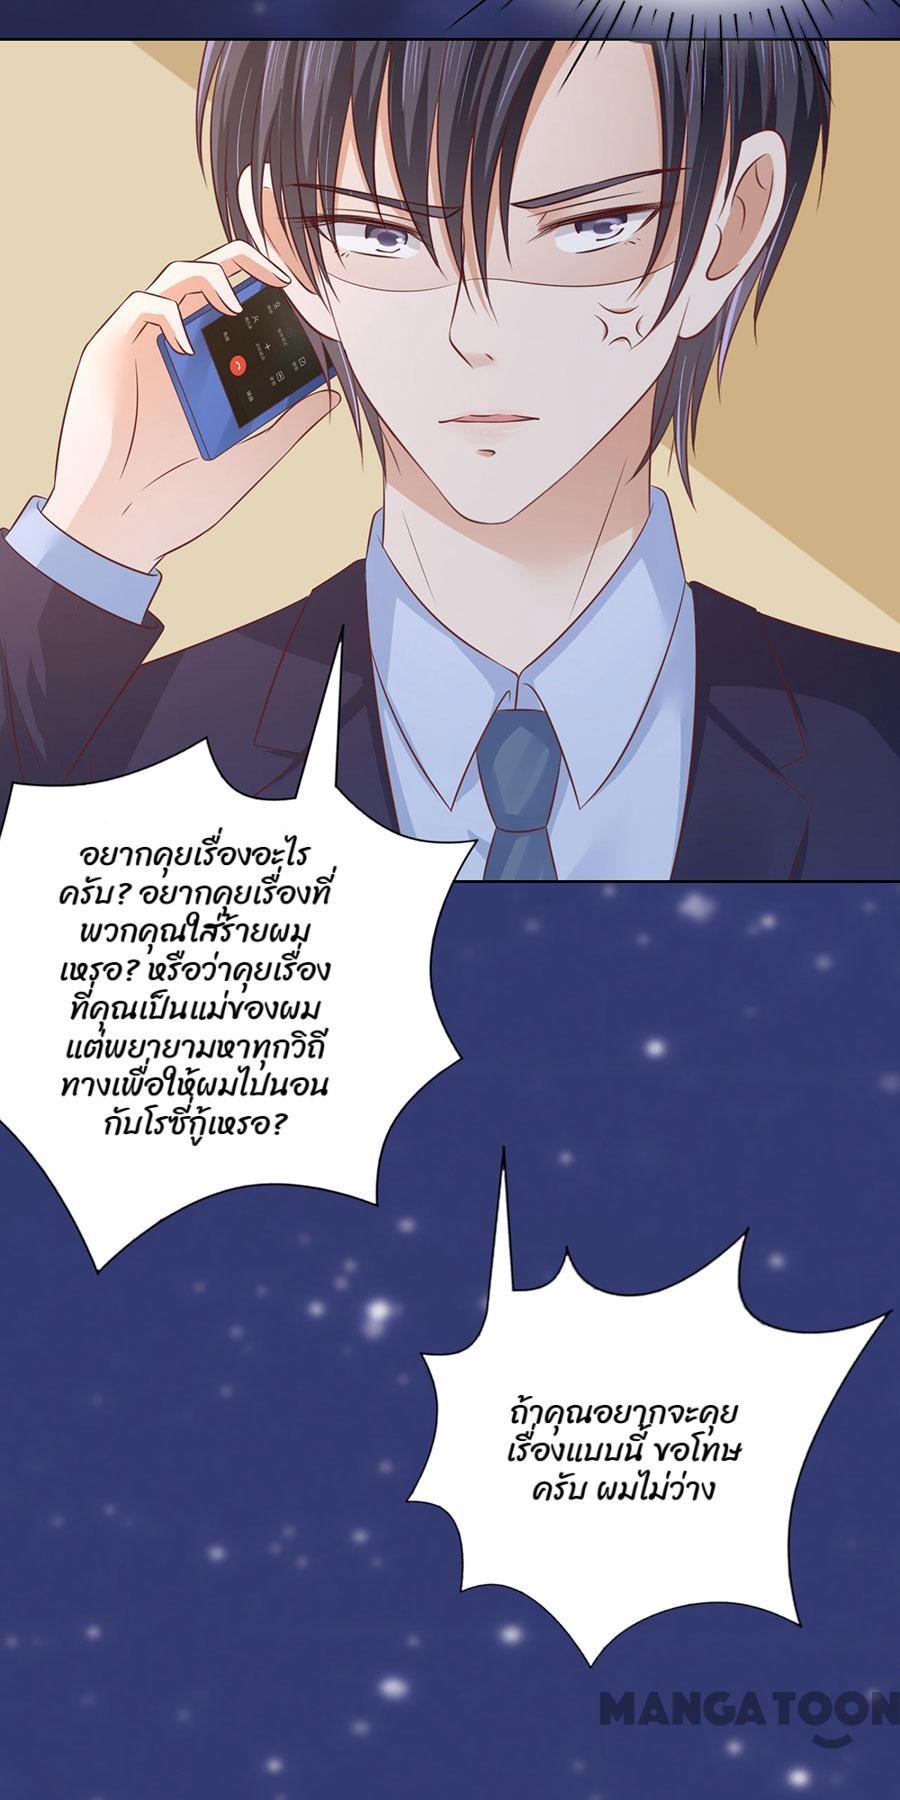 อยากคุยเรื่องอะไร
ครับ? อยากคุยเรื่องที่
พวกคุณใส่ร้ายผม
เหรอ? หรือว่าคุยเรื่อง
ที่คุณเป็นแม่ของผม
แต่พยายามหาทุกวิถี
ทางเพื่อให้ผมไปนอน
กับโรซี่กู้เหรอ?
ถ้าคุณอยากจะคุย
เรื่องแบบนี้ ขอโทษ
ครับ ผมไม่ว่าง
MANGATOON